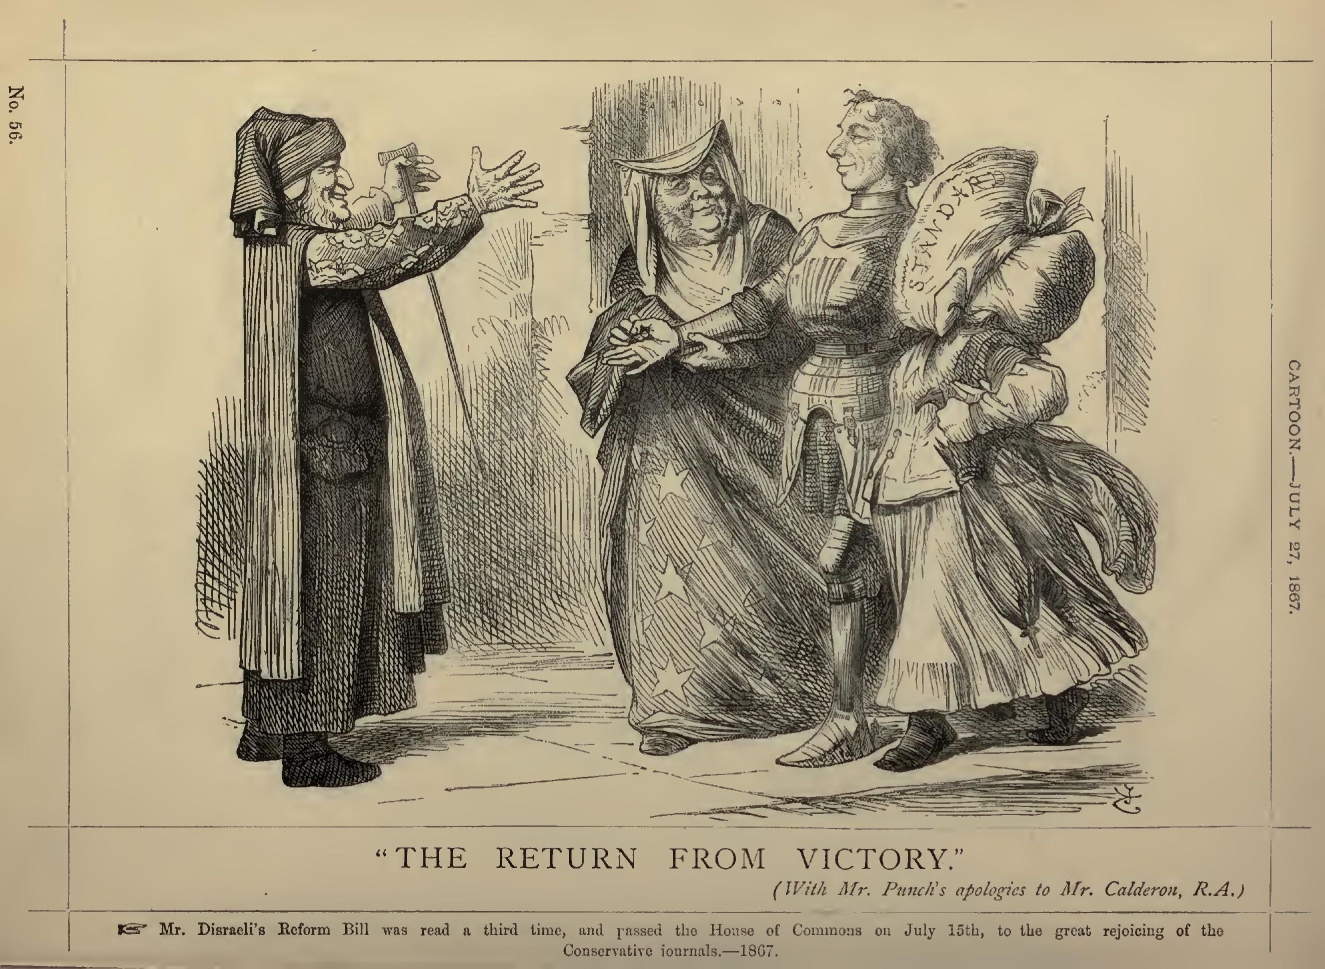 No. 56.
CARTOON.—JULY 27, 1867.
STANDARD
"THE RETURN FROM VICTORY."
(With Mr. Punch's apologies to Mr. Calderon, R.A.)
☞ Mr. Disraeli's Reform Bill was read a third time, and passed the House of Commons on July 15th, to the great rejoicing of the
Conservative journals.—1867.